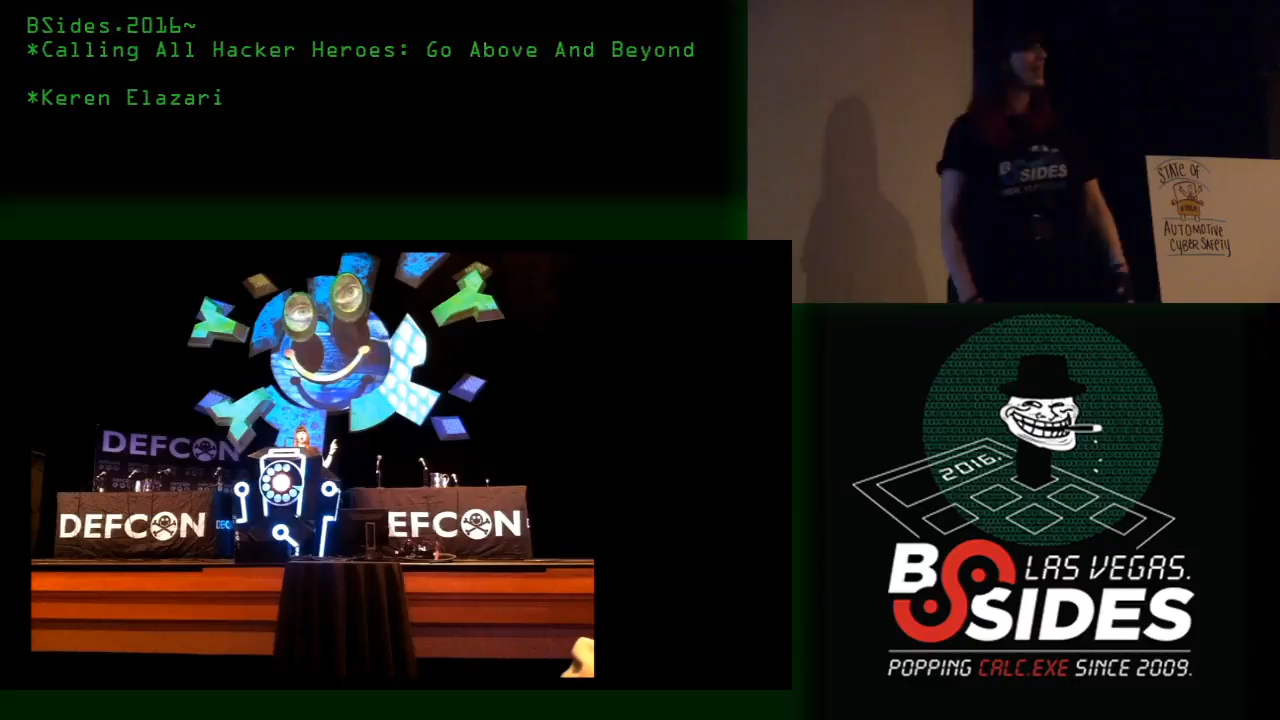 BSides.2016~
*Calling All Hacker Heroes: Go Above And Beyond
*Keren Elazari
BSIDES
STATE OF
AUTOMOTIVE
CYBER SAFETY
DEFCON
DEFCON
DEFCON
2016.
BSIDES
LAS VEGAS.
POPPING CALC.EXE SINCE 2009.